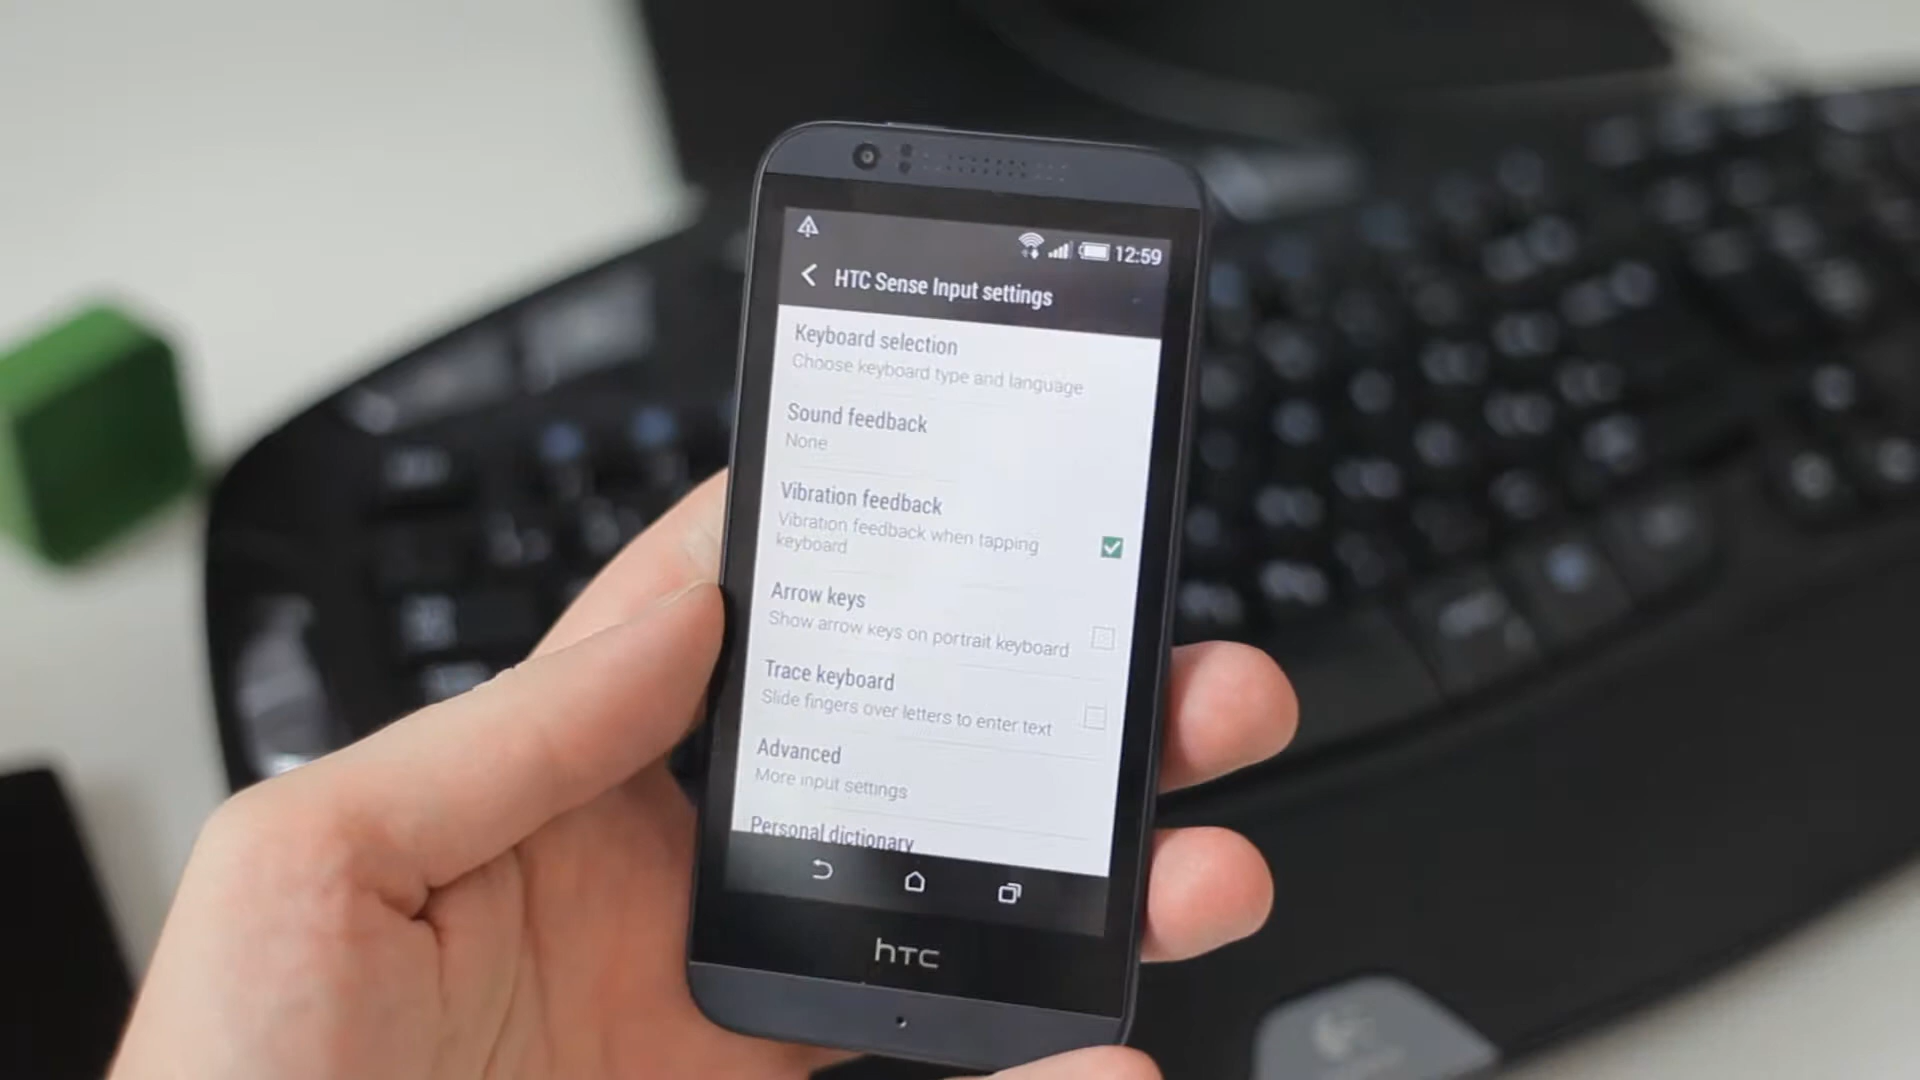 12:59
HTC Sense Input settings
Keyboard selection
Choose keyboard type and language
Sound feedback
None
Vibration feedback
Vibration feedback when tapping
keyboard
Arrow keys
Show arrow keys on portrait keyboard
Trace keyboard
Slide fingers over letters to enter text
Advanced
More input settings
Personal dictionary
hTC